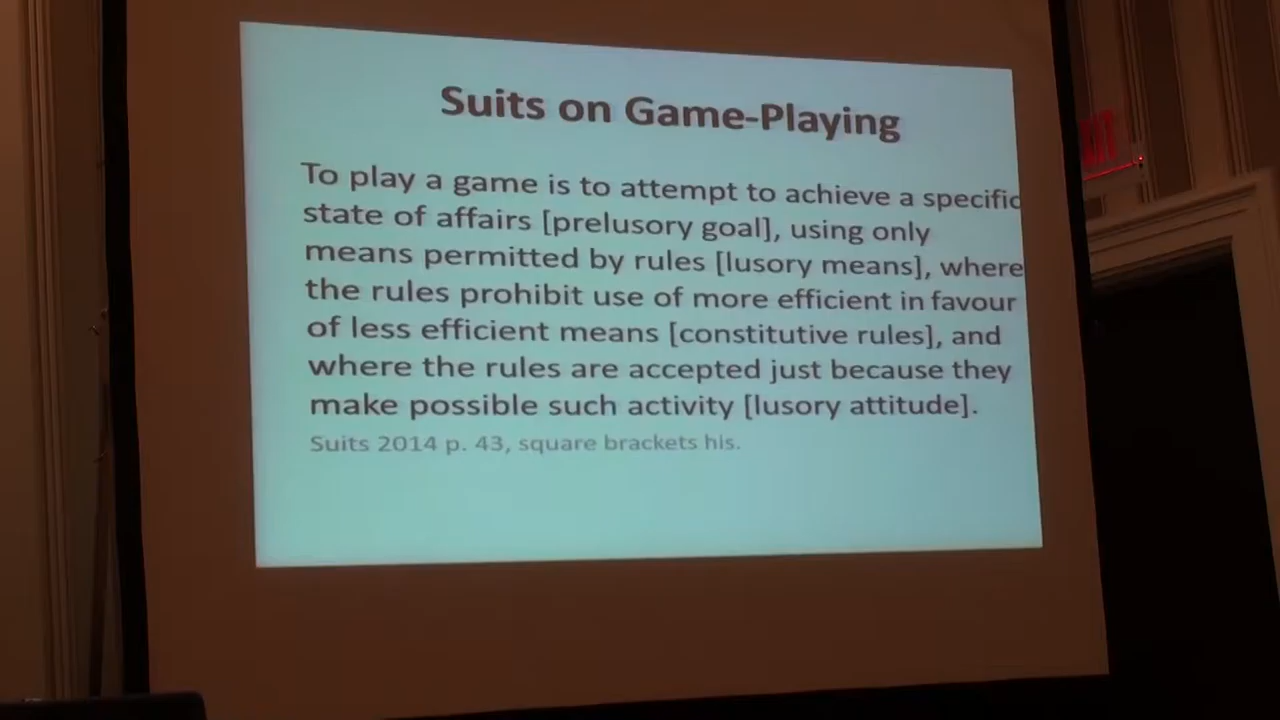 Suits on Game-Playing
To play a game is to attempt to achieve a specific
state of affairs [prelusory goal], using only
means permitted by rules [lusory means], where
the rules prohibit use of more efficient in favour
of less efficient means [constitutive rules], and
where the rules are accepted just because they
make possible such activity [lusory attitude].
Suits 2014 p. 43, square brackets his.
EXIT